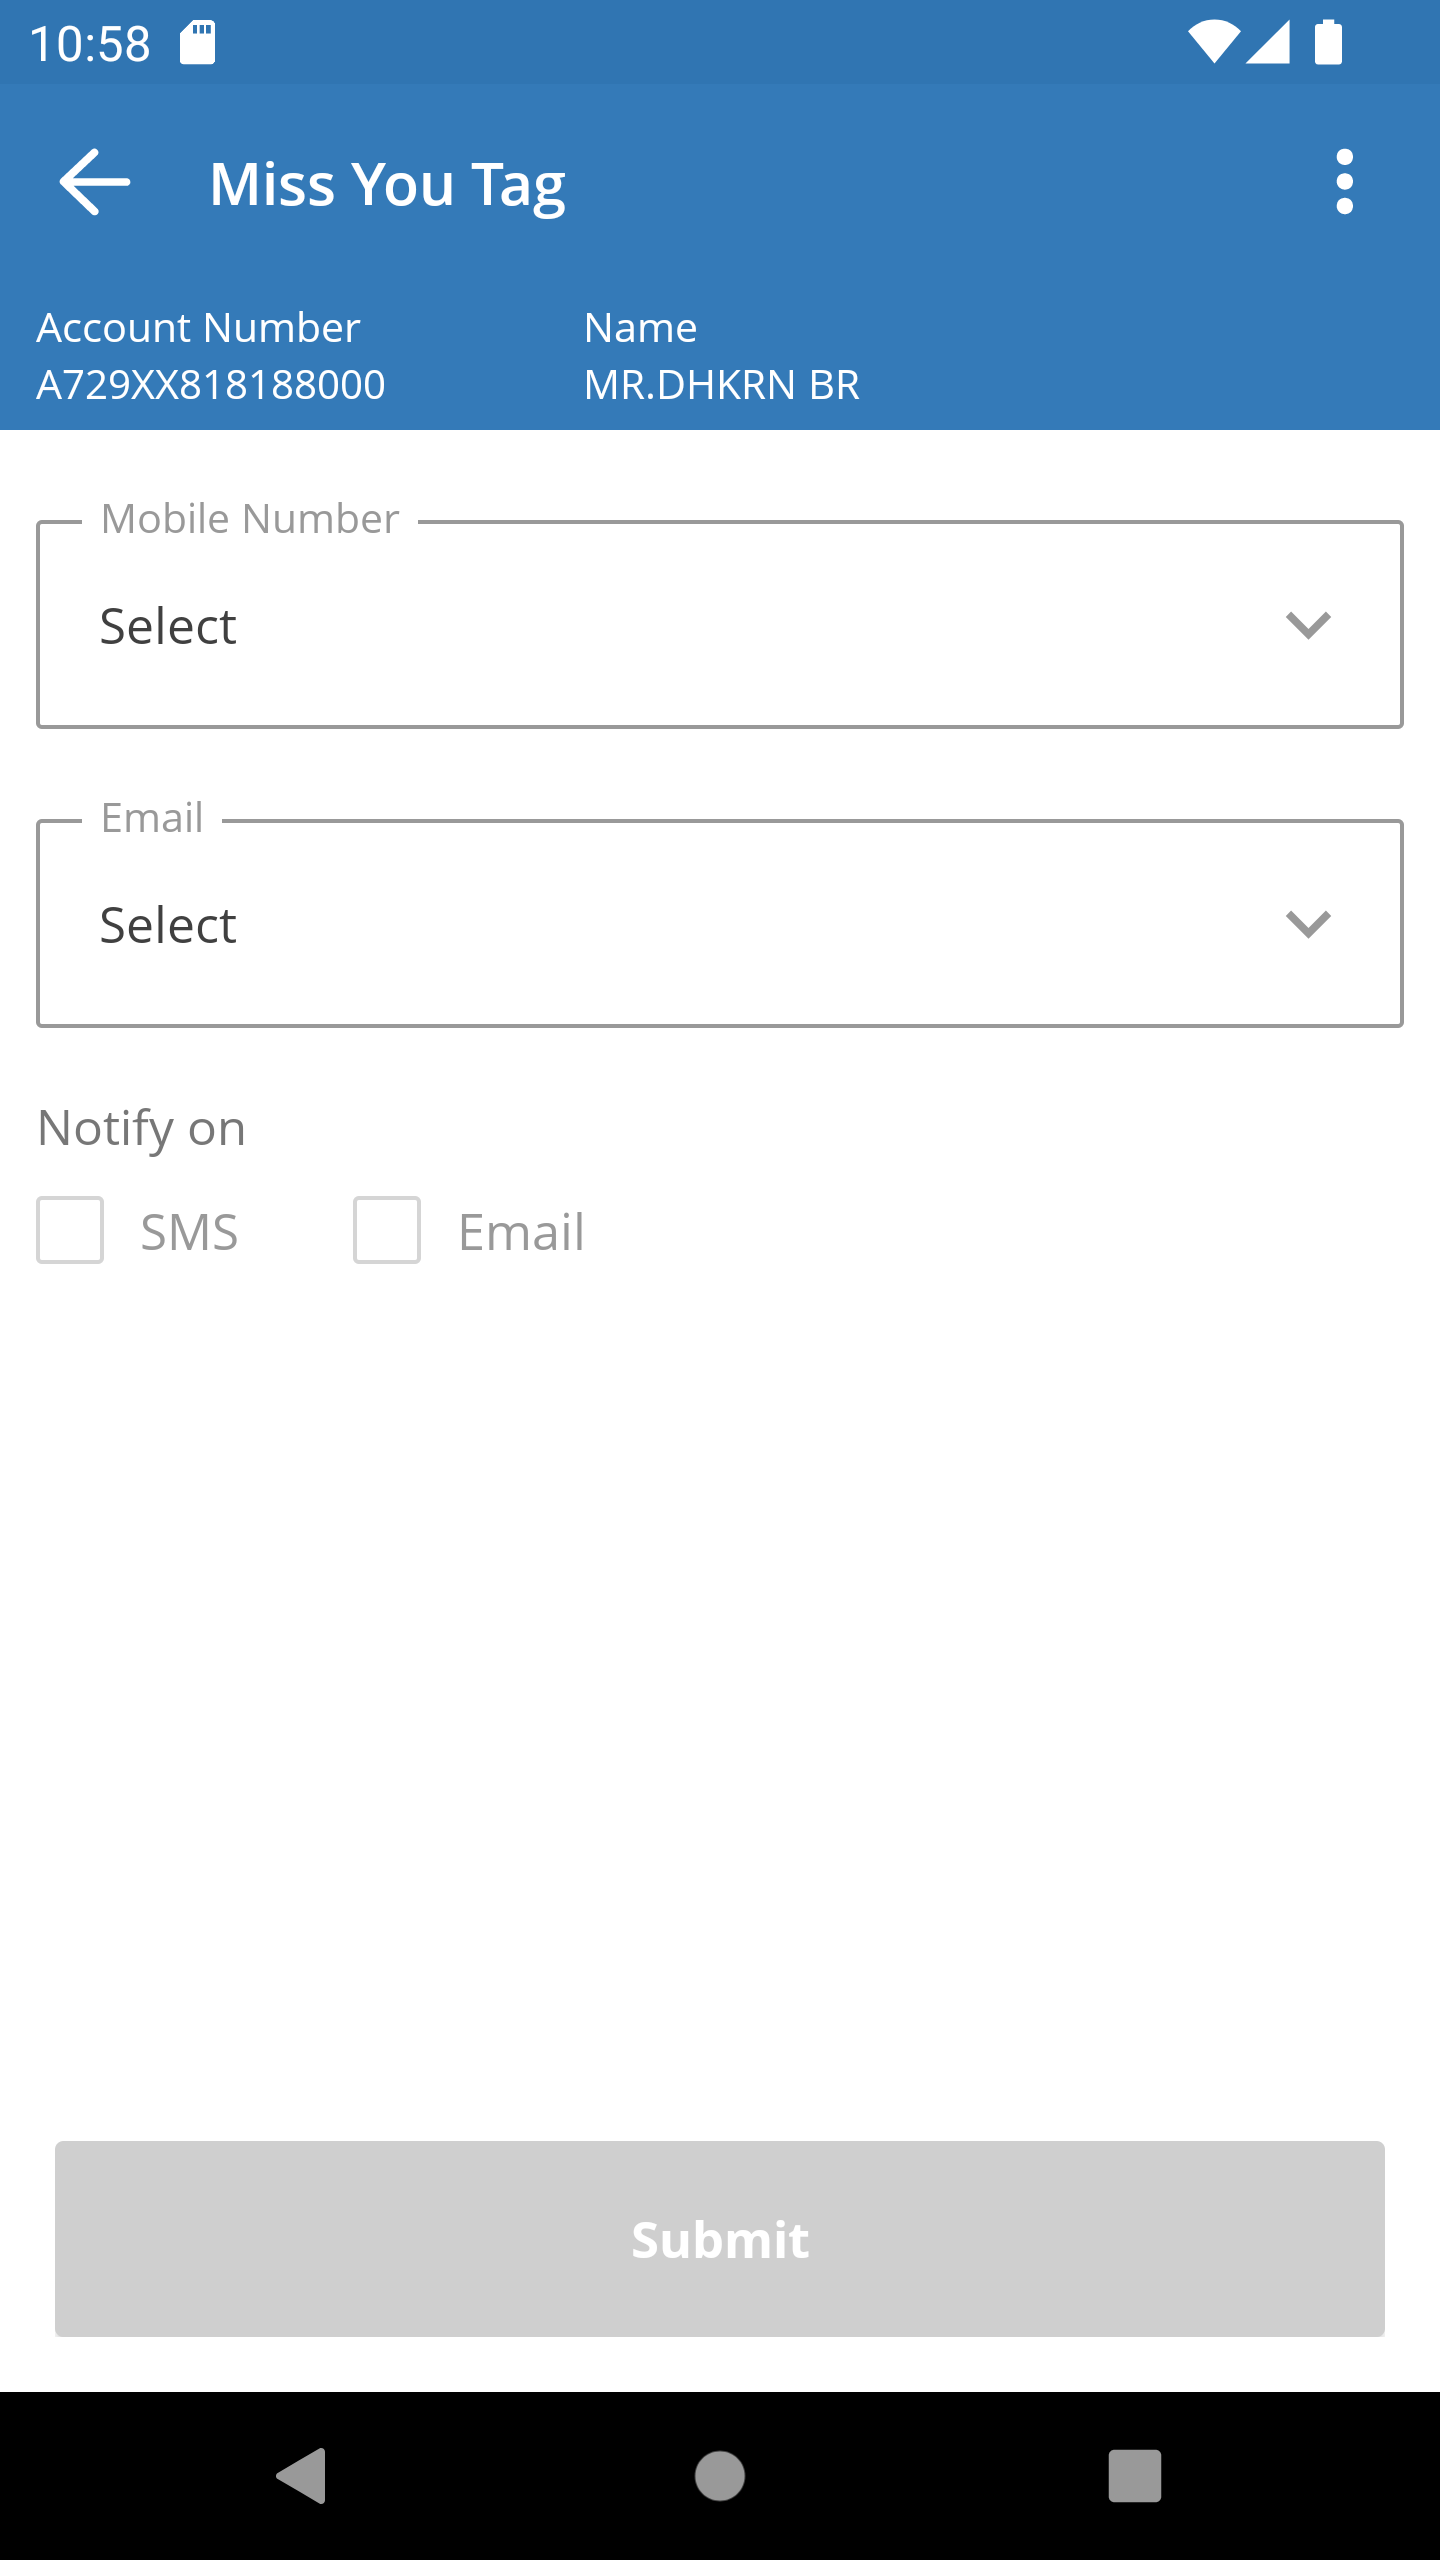 10:58
Miss You Tag
Account Number
A729XX818188000
Name
MR.DHKRN BR
Mobile Number
Select
Email
Select
Notify on
SMS
Email
Submit